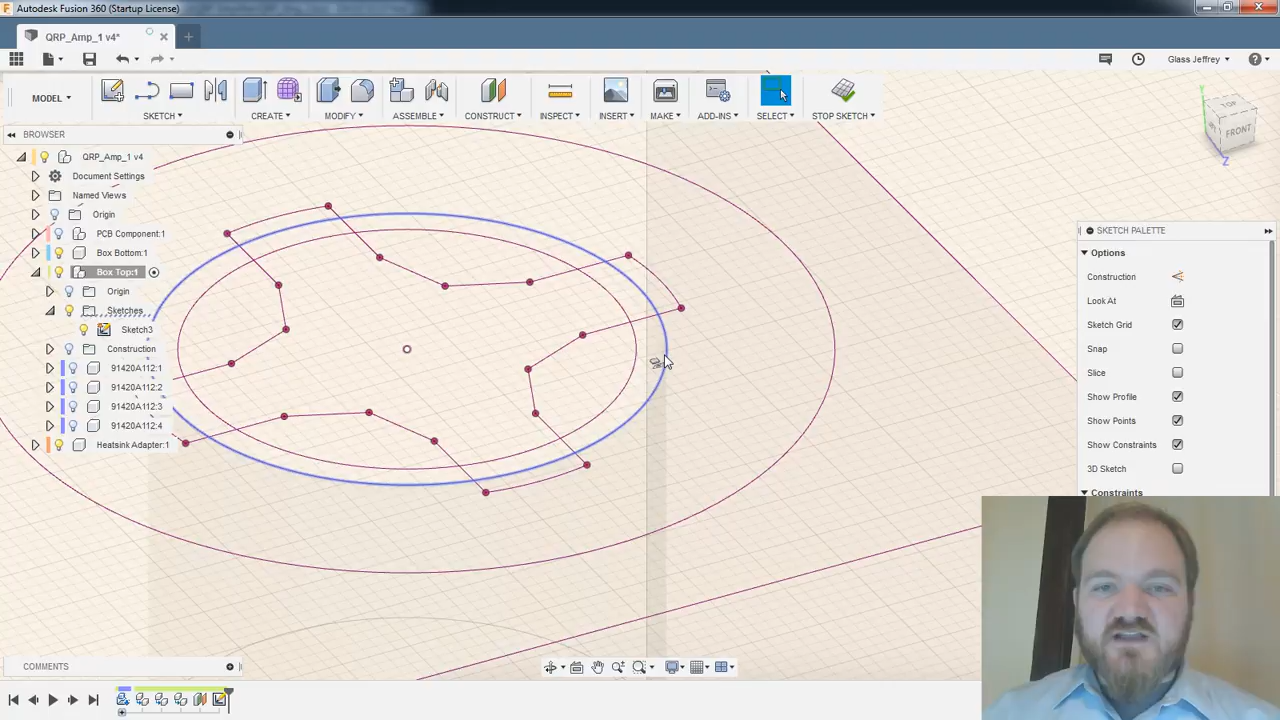 Autodesk Fusion 360 (Startup License)
QRP_Amp_1 v4*
Glass Jeffrey
MODEL
SKETCH
CREATE
MODIFY
ASSEMBLE
CONSTRUCT
INSPECT
INSERT
MAKE
ADD-INS
SELECT
STOP SKETCH
BROWSER
QRP_Amp_1 v4
Document Settings
Named Views
Origin
PCB Component:1
Box Bottom:1
Box Top:1
Origin
Sketches
Sketch3
Construction
91420A112:1
91420A112:2
91420A112:3
91420A112:4
Heatsink Adapter:1
TOP
FRONT
Y
Z
SKETCH PALETTE
Options
Construction
Look At
Sketch Grid
Snap
Slice
Show Profile
Show Points
Show Constraints
3D Sketch
Constraints
COMMENTS